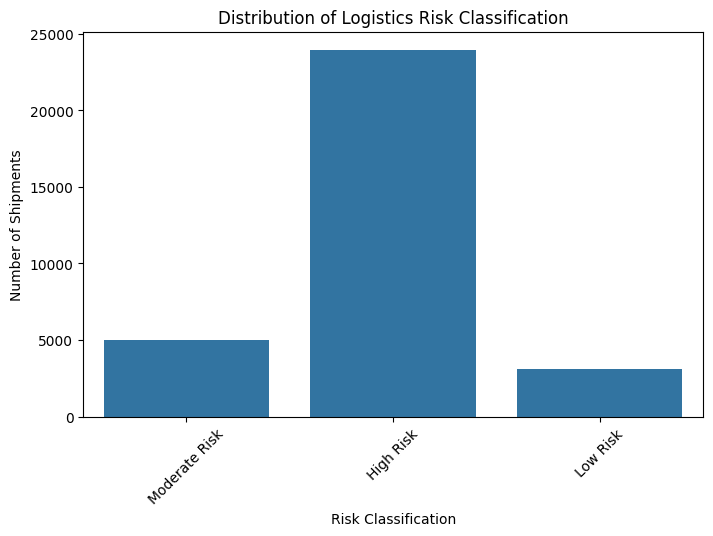 Distribution of Logistics Risk Classification
Number of Shipments
25000
20000
15000
10000
5000
0
Moderate Risk
High Risk
Low Risk
Risk Classification